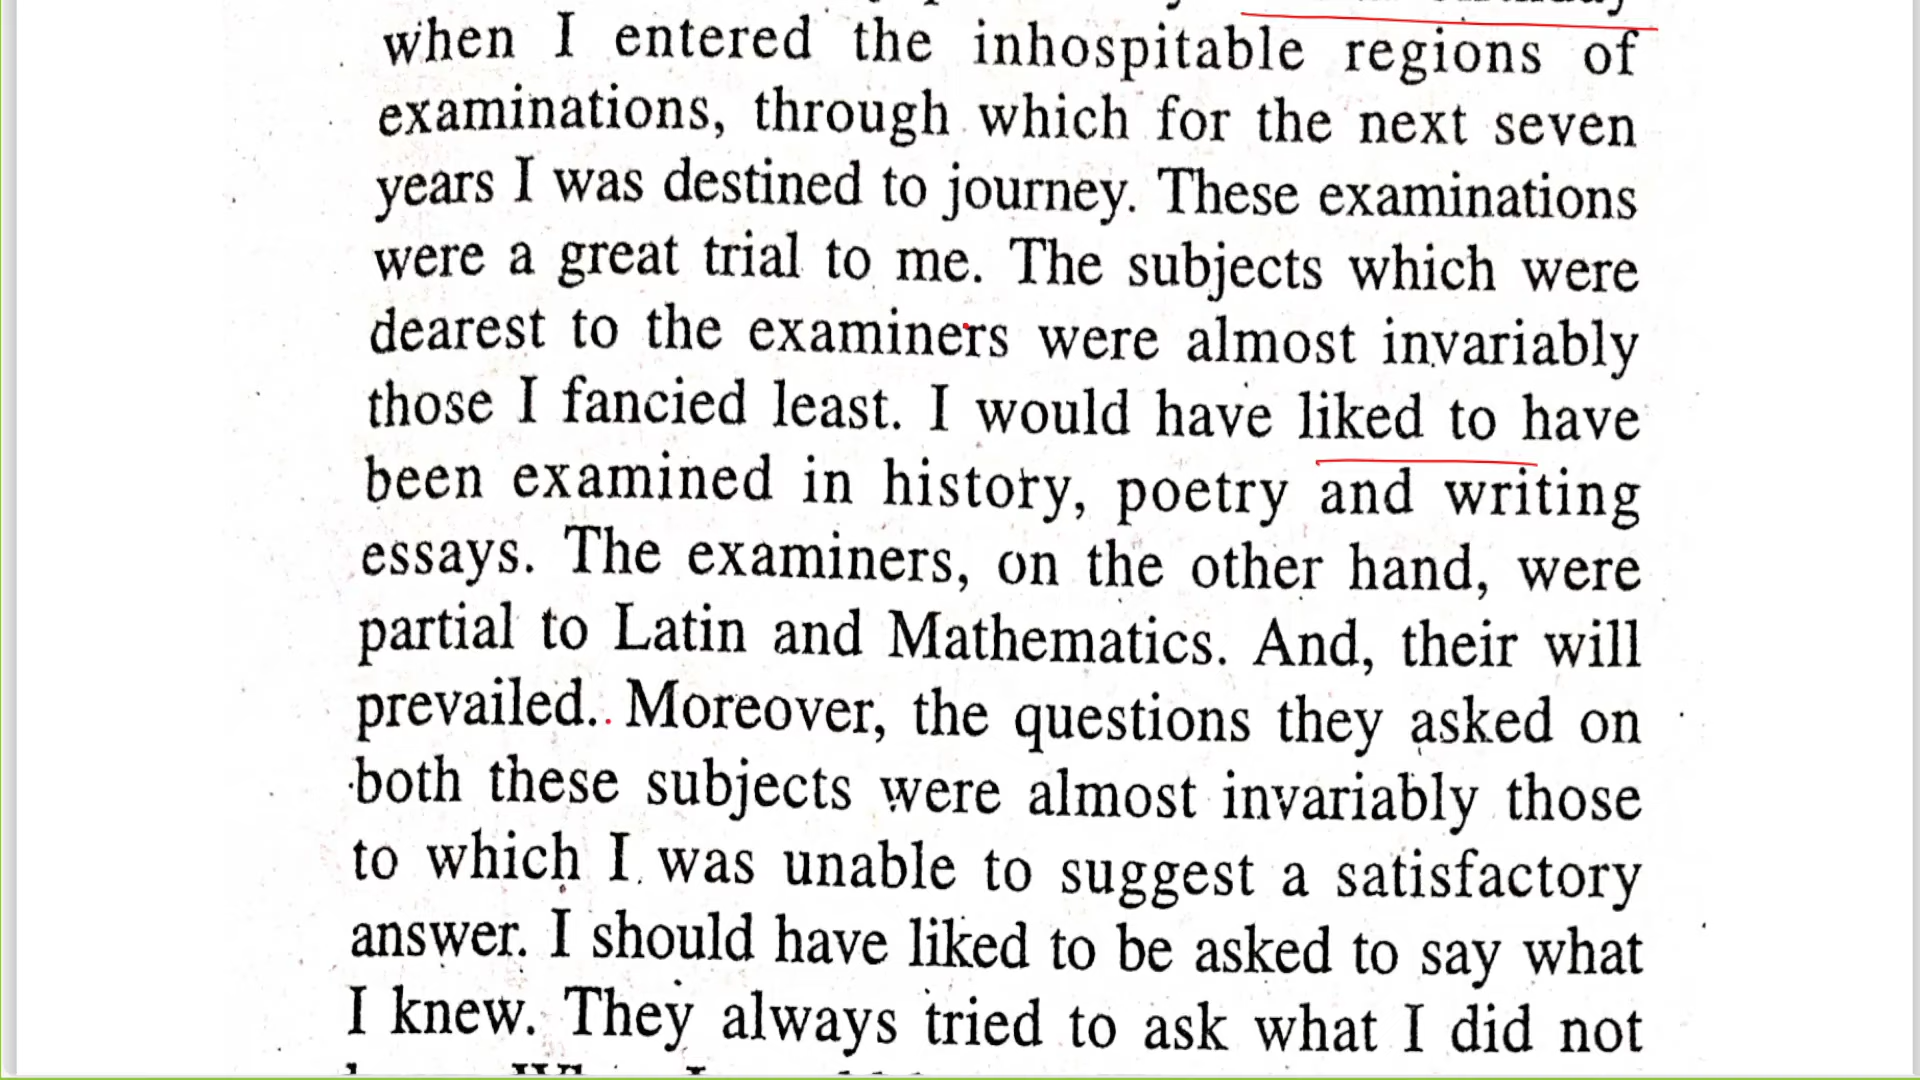 when I entered the inhospitable regions of
examinations, through which for the next seven
years I was destined to journey. These examinations
were a great trial to me. The subjects which were
dearest to the examiners were almost invariably
those I fancied least. I would have liked to have
been examined in history, poetry and writing
essays. The examiners, on the other hand, were
partial to Latin and Mathematics. And, their will
prevailed. Moreover, the questions they asked on
both these subjects were almost invariably those
to which I was unable to suggest a satisfactory
answer. I should have liked to be asked to say what
I knew. They always tried to ask what I did not